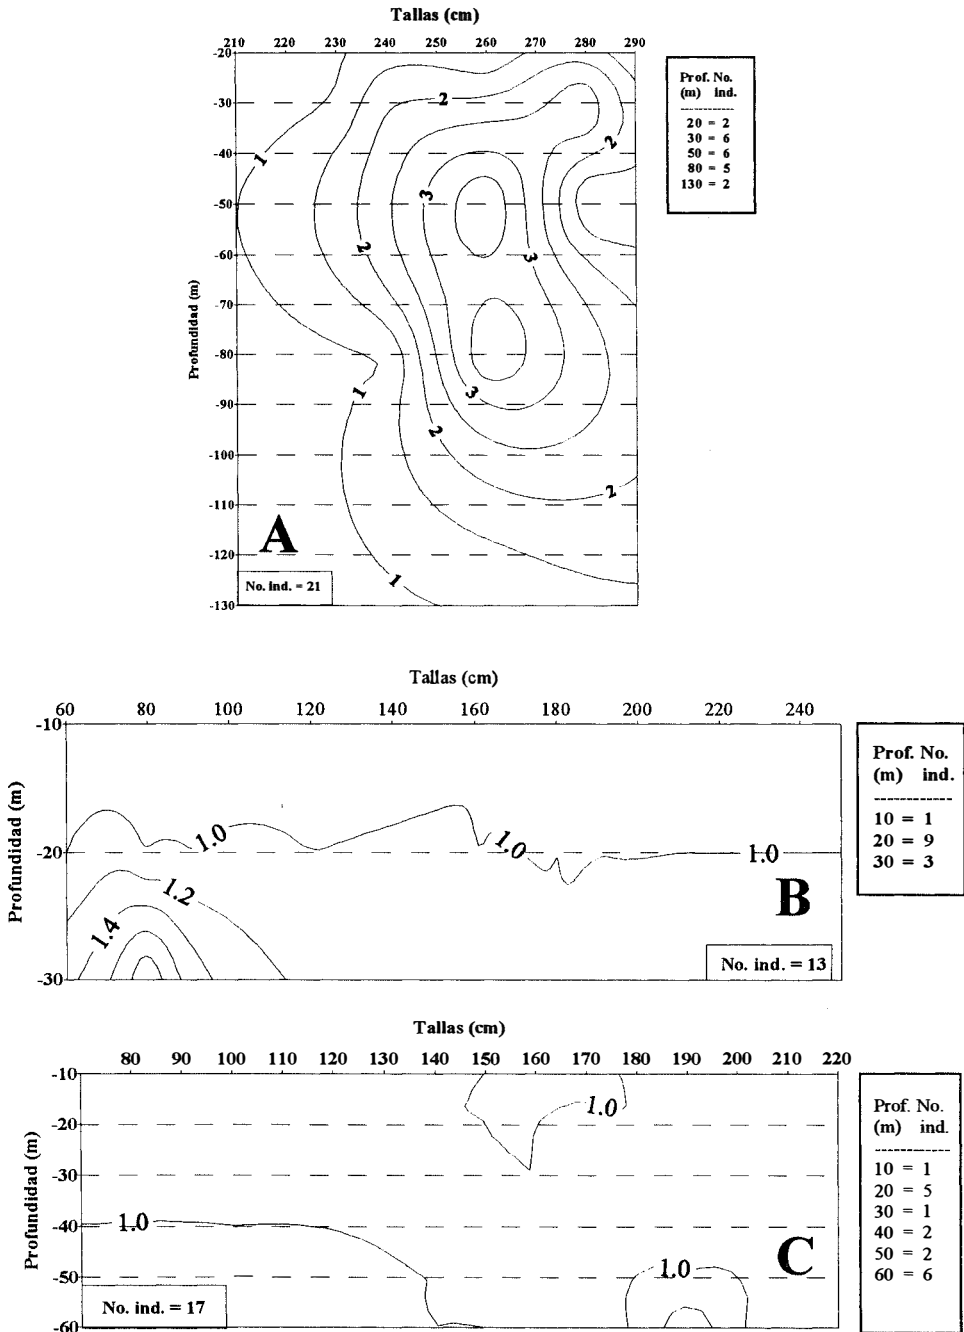 Tallas (cm)
210 220 230 240 250 260 270 280 290
-20
-30
-40
-50
-60
-70
-80
-90
-100
-110
-120
-130
Profundidad (m)
1
2
2
3
2
3
1
3
2
2
1
A
No. ind. = 21
Prof. No.
(m) ind.
------------
20 = 2
30 = 6
50 = 6
80 = 5
130 = 2
Tallas (cm)
60 80 100 120 140 160 180 200 220 240
-10
-20
-30
Profundidad (m)
1.0
1.0
1.0
1.2
1.4
B
No. ind. = 13
Prof. No.
(m) ind.
------------
10 = 1
20 = 9
30 = 3
Tallas (cm)
80 90 100 110 120 130 140 150 160 170 180 190 200 210 220
-10
-20
-30
-40
-50
-60
Profundidad (m)
1.0
1.0
1.0
C
No. ind. = 17
Prof. No.
(m) ind.
------------
10 = 1
20 = 5
30 = 1
40 = 2
50 = 2
60 = 6